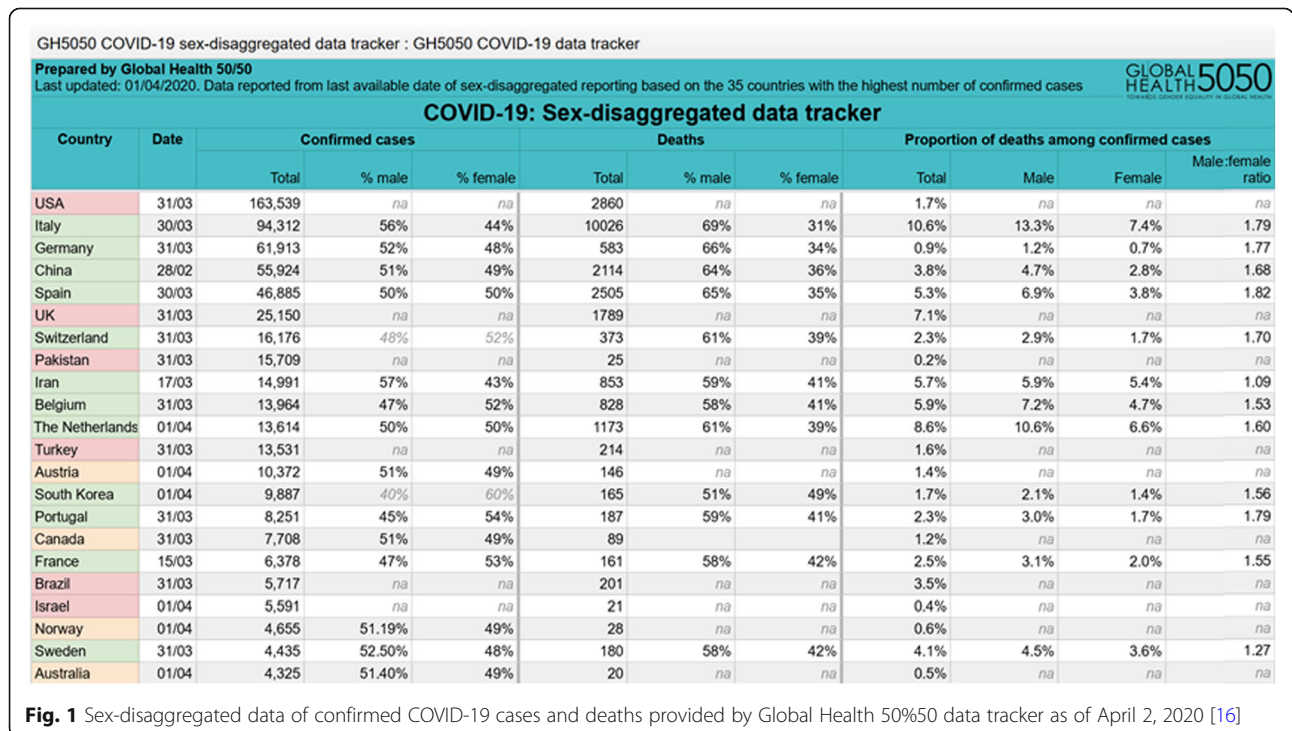 GH5050 COVID-19 sex-disaggregated data tracker : GH5050 COVID-19 data tracker
Prepared by Global Health 50/50
Last updated: 01/04/2020. Data reported from last available date of sex-disaggregated reporting based on the 35 countries with the highest number of confirmed cases
GLOBAL HEALTH 5050
TOWARDS GENDER EQUALITY IN GLOBAL HEALTH
COVID-19: Sex-disaggregated data tracker
Country Date Confirmed cases Deaths Proportion of deaths among confirmed cases
Total % male % female Total % male % female Total Male Female Male:female ratio
USA 31/03 163,539 na na 2860 na na 1.7% na na na
Italy 30/03 94,312 56% 44% 10026 69% 31% 10.6% 13.3% 7.4% 1.79
Germany 31/03 61,913 52% 48% 583 66% 34% 0.9% 1.2% 0.7% 1.77
China 28/02 55,924 51% 49% 2114 64% 36% 3.8% 4.7% 2.8% 1.68
Spain 30/03 46,885 50% 50% 2505 65% 35% 5.3% 6.9% 3.8% 1.82
UK 31/03 25,150 na na 1789 na na 7.1% na na na
Switzerland 31/03 16,176 48% 52% 373 61% 39% 2.3% 2.9% 1.7% 1.70
Pakistan 31/03 15,709 na na 25 na na 0.2% na na na
Iran 17/03 14,991 57% 43% 853 59% 41% 5.7% 5.9% 5.4% 1.09
Belgium 31/03 13,964 47% 52% 828 58% 41% 5.9% 7.2% 4.7% 1.53
The Netherlands 01/04 13,614 50% 50% 1173 61% 39% 8.6% 10.6% 6.6% 1.60
Turkey 31/03 13,531 na na 214 na na 1.6% na na na
Austria 01/04 10,372 51% 49% 146 na na 1.4% na na na
South Korea 01/04 9,887 40% 60% 165 51% 49% 1.7% 2.1% 1.4% 1.56
Portugal 31/03 8,251 45% 54% 187 59% 41% 2.3% 3.0% 1.7% 1.79
Canada 31/03 7,708 51% 49% 89 1.2% na na na
France 15/03 6,378 47% 53% 161 58% 42% 2.5% 3.1% 2.0% 1.55
Brazil 31/03 5,717 na na 201 na na 3.5% na na na
Israel 01/04 5,591 na na 21 na na 0.4% na na na
Norway 01/04 4,655 51.19% 49% 28 na na 0.6% na na na
Sweden 31/03 4,435 52.50% 48% 180 58% 42% 4.1% 4.5% 3.6% 1.27
Australia 01/04 4,325 51.40% 49% 20 na na 0.5% na na na
Fig. 1 Sex-disaggregated data of confirmed COVID-19 cases and deaths provided by Global Health 50%50 data tracker as of April 2, 2020 [16]